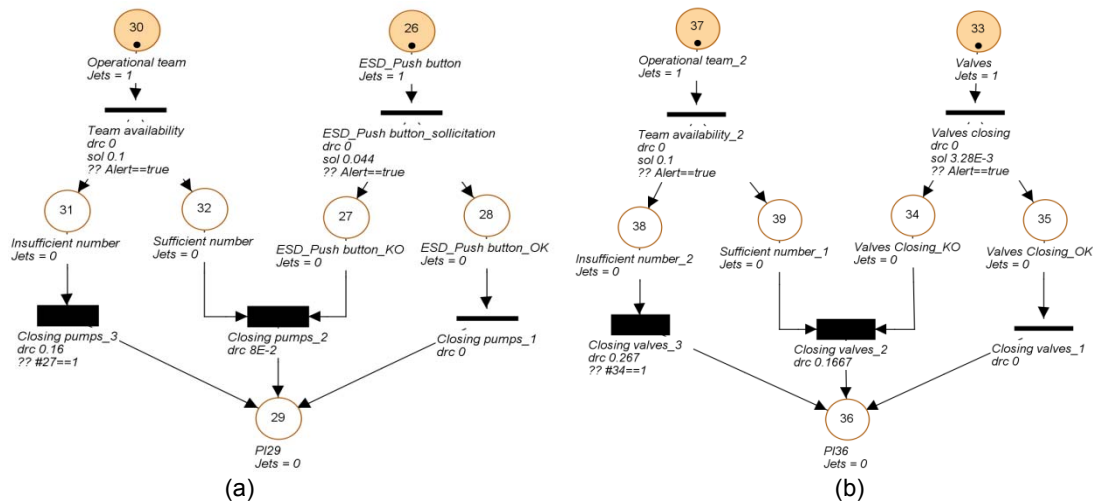 30
Operational team
Jets = 1
Team availability
drc 0
sol 0.1
?? Alert==true
31
Insufficient number
Jets = 0
32
Sufficient number
Jets = 0
Closing pumps_3
drc 0.16
?? #27==1
26
ESD_Push button
Jets = 1
ESD_Push button_sollicitation
drc 0
sol 0.044
?? Alert==true
27
ESD_Push button_KO
Jets = 0
28
ESD_Push button_OK
Jets = 0
Closing pumps_2
drc 8E-2
Closing pumps_1
drc 0
29
Pl29
Jets = 0
(a)
37
Operational team_2
Jets = 1
Team availability_2
drc 0
sol 0.1
?? Alert==true
38
Insufficient number_2
Jets = 0
39
Sufficient number_1
Jets = 0
Closing valves_3
drc 0.267
?? #34==1
33
Valves
Jets = 1
Valves closing
drc 0
sol 3.28E-3
?? Alert==true
34
Valves Closing_KO
Jets = 0
35
Valves Closing_OK
Jets = 0
Closing valves_2
drc 0.1667
Closing valves_1
drc 0
36
Pl36
Jets = 0
(b)